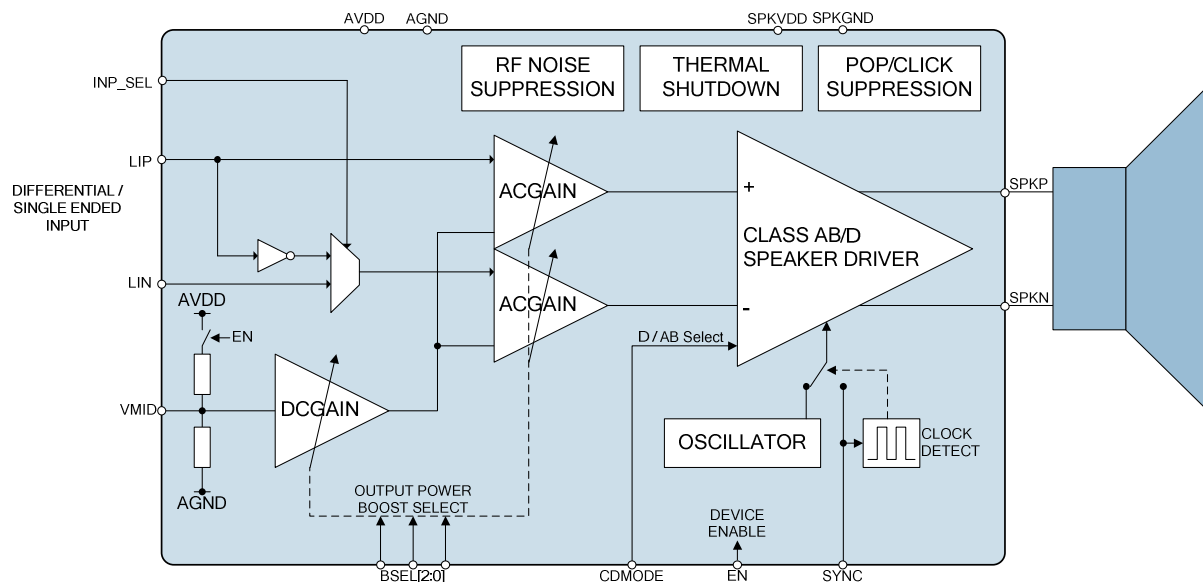 AVDD
AGND
SPKVDD
SPKGND
INP_SEL
RF NOISE
SUPPRESSION
THERMAL
SHUTDOWN
POP/CLICK
SUPPRESSION
LIP
DIFFERENTIAL /
SINGLE ENDED
INPUT
LIN
ACGAIN
ACGAIN
+
CLASS AB/D
SPEAKER DRIVER
-
SPKP
SPKN
AVDD
EN
D / AB Select
VMID
DCGAIN
AGND
OSCILLATOR
CLOCK
DETECT
OUTPUT POWER
BOOST SELECT
DEVICE
ENABLE
BSEL[2:0]
CDMODE
EN
SYNC